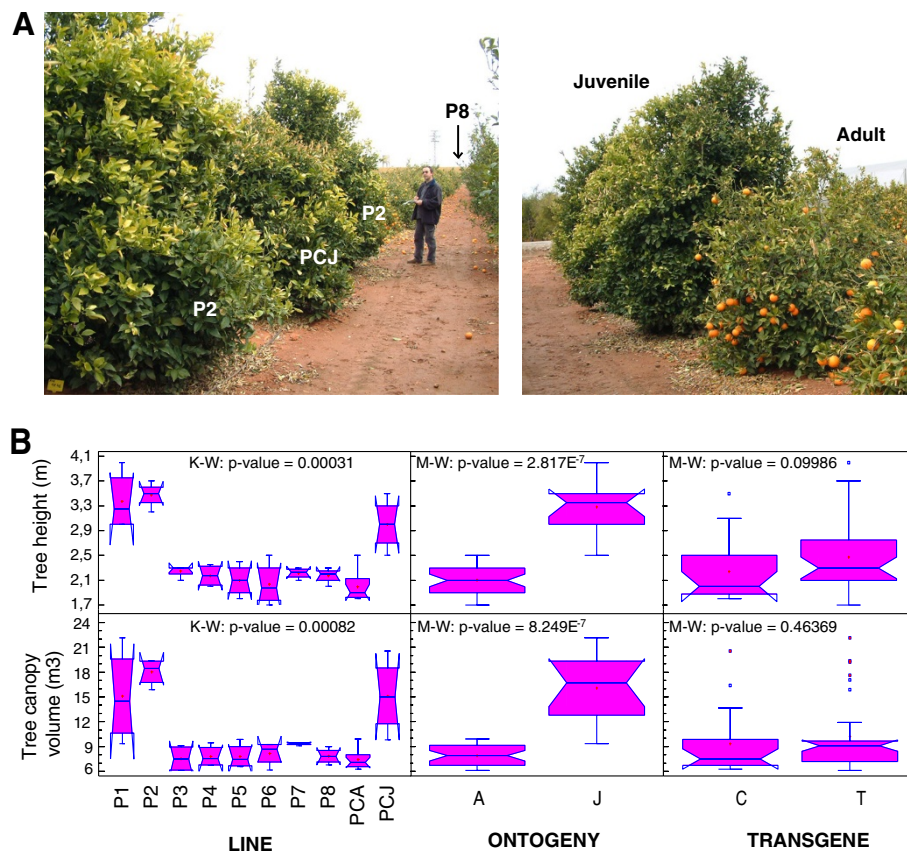 A
P8
P2
PCJ
P2
Juvenile
Adult
B
Tree height (m)
4,1
3,7
3,3
2,9
2,5
2,1
1,7
K-W: p-value = 0.00031
M-W: p-value = 2.817E-7
M-W: p-value = 0.09986
Tree canopy
volume (m3)
24
21
18
15
12
9
6
K-W: p-value = 0.00082
M-W: p-value = 8.249E-7
M-W: p-value = 0.46369
P1 P2 P3 P4 P5 P6 P7 P8 PCA PCJ
A J
C T
LINE
ONTOGENY
TRANSGENE